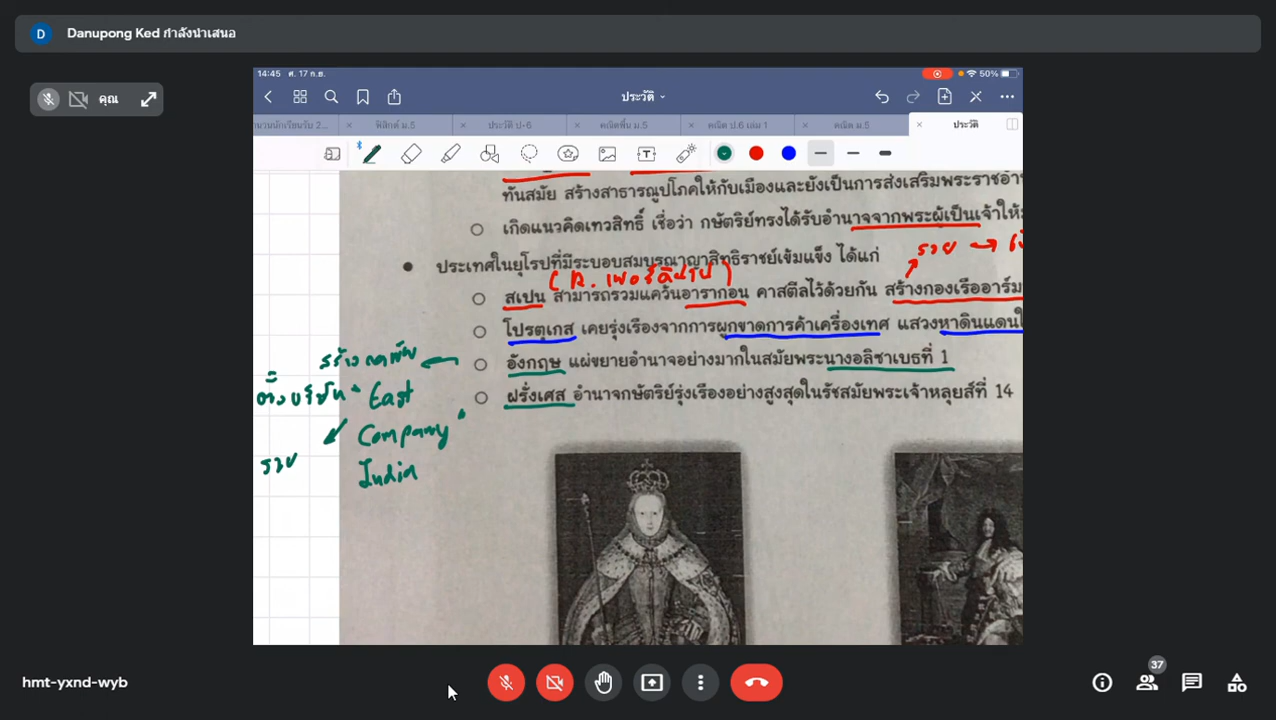 D Danupong Ked กำลังนำเสนอ
คุณ
14:45 ศ. 17 ก.ย.
50%
ประวัติ
านวนนักเรียนรับ 2...
ฟิสิกต์ ม.5
ประวัติ ป-6
คณิตพื้น ม.5
คณิต ป.6 เล่ม 1
คณิต ม.5
ประวัติ
ทันสมัย สร้างสาธารณูปโภคให้กับเมืองและยังเป็นการส่งเสริมพระราชอำ
เกิดแนวคิดเทวสิทธิ์ เชื่อว่า กษัตริย์ทรงได้รับอำนาจจากพระผู้เป็นเจ้าให้
รวย →
ประเทศในยุโรปที่มีระบอบสมบูรณาญาสิทธิราชย์เข้มแข็ง ได้แก่
สเปน สามารถรวมแคว้นอารากอน คาสตีลไว้ด้วยกัน สร้างกองเรืออาร์ม
โปรตุเกส เคยรุ่งเรืองจากการผูกขาดการค้าเครื่องเทศ แสวงหาดินแดนใ
อังกฤษ แผ่ขยายอำนาจอย่างมากในสมัยพระนางอลิซาเบธที่ 1
สร้างกองทัพ
ฝรั่งเศส อำนาจกษัตริย์รุ่งเรืองอย่างสูงสุดในรัชสมัยพระเจ้าหลุยส์ที่ 14
ตั้งบริษัท "East
Company"
รวย
India
hmt-yxnd-wyb
37